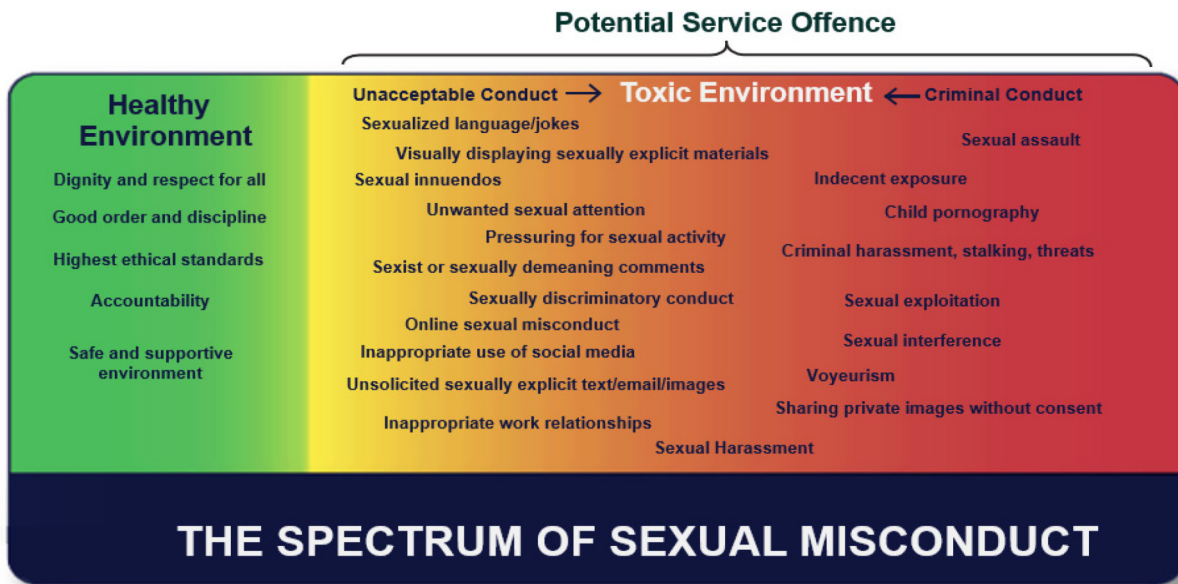 Potential Service Offence
Healthy
Environment
Dignity and respect for all
Good order and discipline
Highest ethical standards
Accountability
Safe and supportive
environment
Unacceptable Conduct → Toxic Environment ← Criminal Conduct
Sexualized language/jokes
Visually displaying sexually explicit materials
Sexual innuendos
Unwanted sexual attention
Pressuring for sexual activity
Sexist or sexually demeaning comments
Sexually discriminatory conduct
Online sexual misconduct
Inappropriate use of social media
Unsolicited sexually explicit text/email/images
Inappropriate work relationships
Sexual Harassment
Sexual assault
Indecent exposure
Child pornography
Criminal harassment, stalking, threats
Sexual exploitation
Sexual interference
Voyeurism
Sharing private images without consent
THE SPECTRUM OF SEXUAL MISCONDUCT